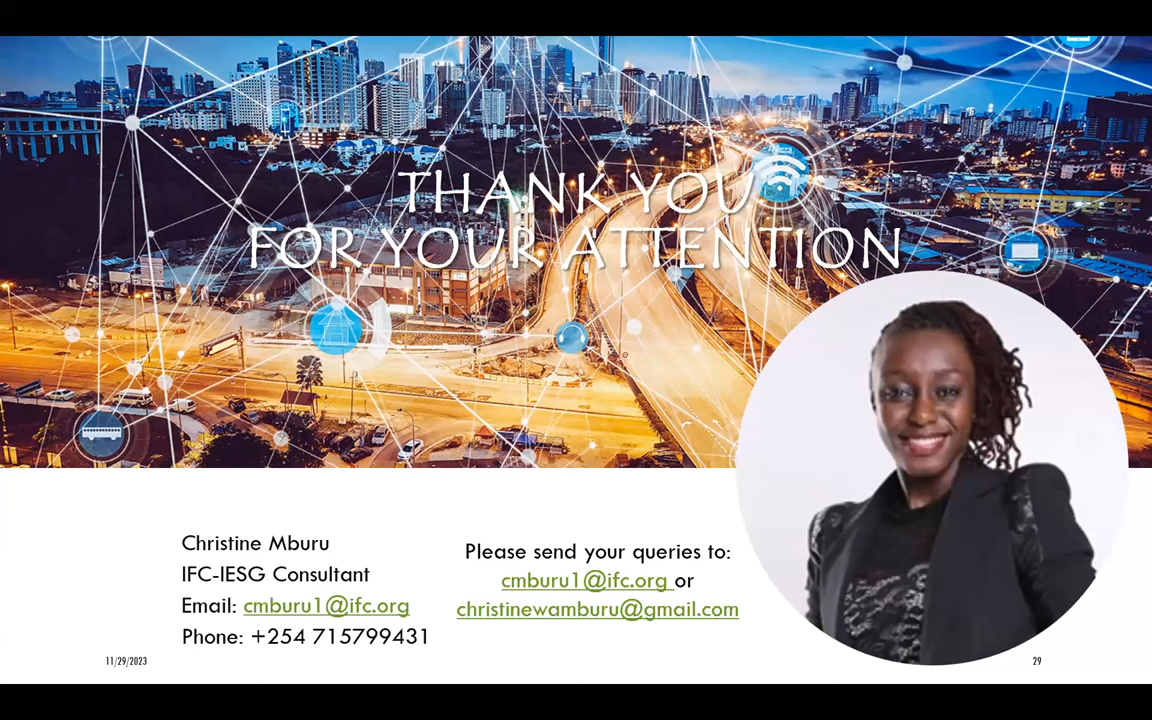 THANK YOU
FOR YOUR ATTENTION
Christine Mburu
IFC-IESG Consultant
Email: cmburu1@ifc.org
Phone: +254 715799431
Please send your queries to:
cmburu1@ifc.org or
christinewamburu@gmail.com
11/29/2023
29